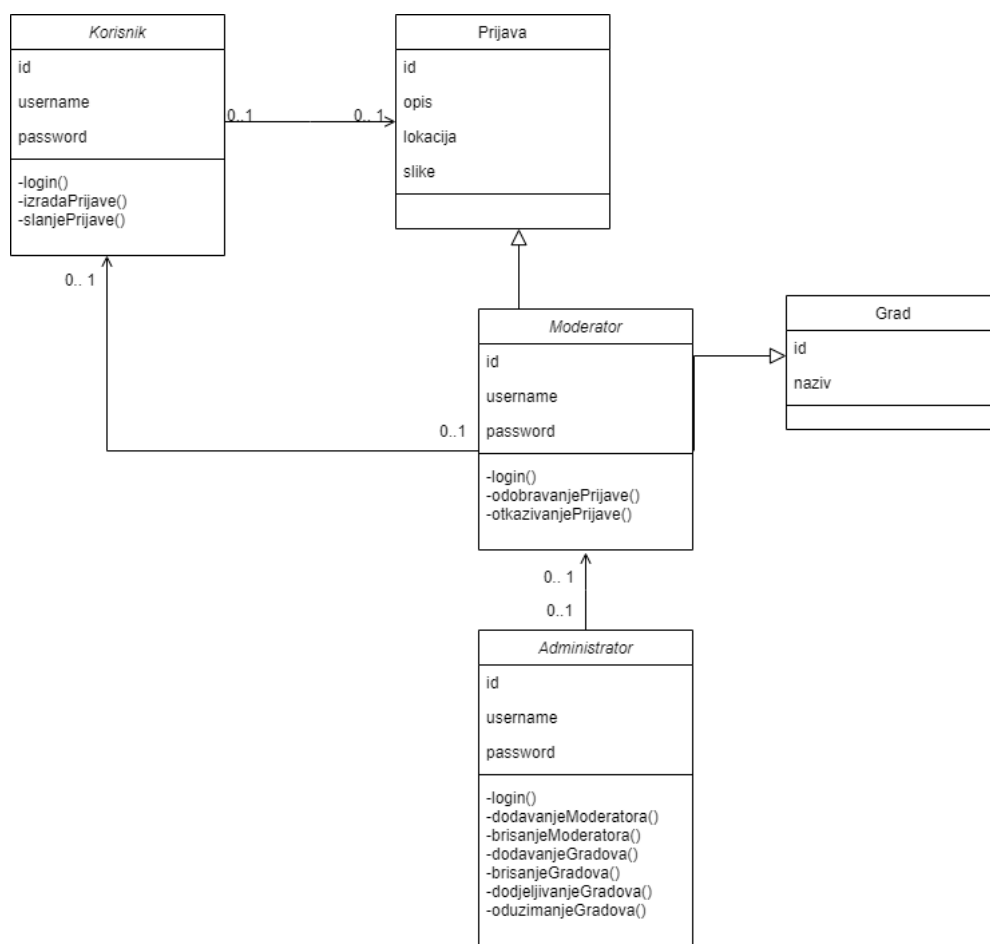 Korisnik
id
username
password
-login()
-izradaPrijave()
-slanjePrijave()
0..1
0.. 1
Prijava
id
opis
lokacija
slike
0.. 1
0..1
Moderator
id
username
password
-login()
-odobravanjePrijave()
-otkazivanjePrijave()
Grad
id
naziv
0.. 1
0..1
Administrator
id
username
password
-login()
-dodavanjeModeratora()
-brisanjeModeratora()
-dodavanjeGradova()
-brisanjeGradova()
-dodjeljivanjeGradova()
-oduzimanjeGradova()